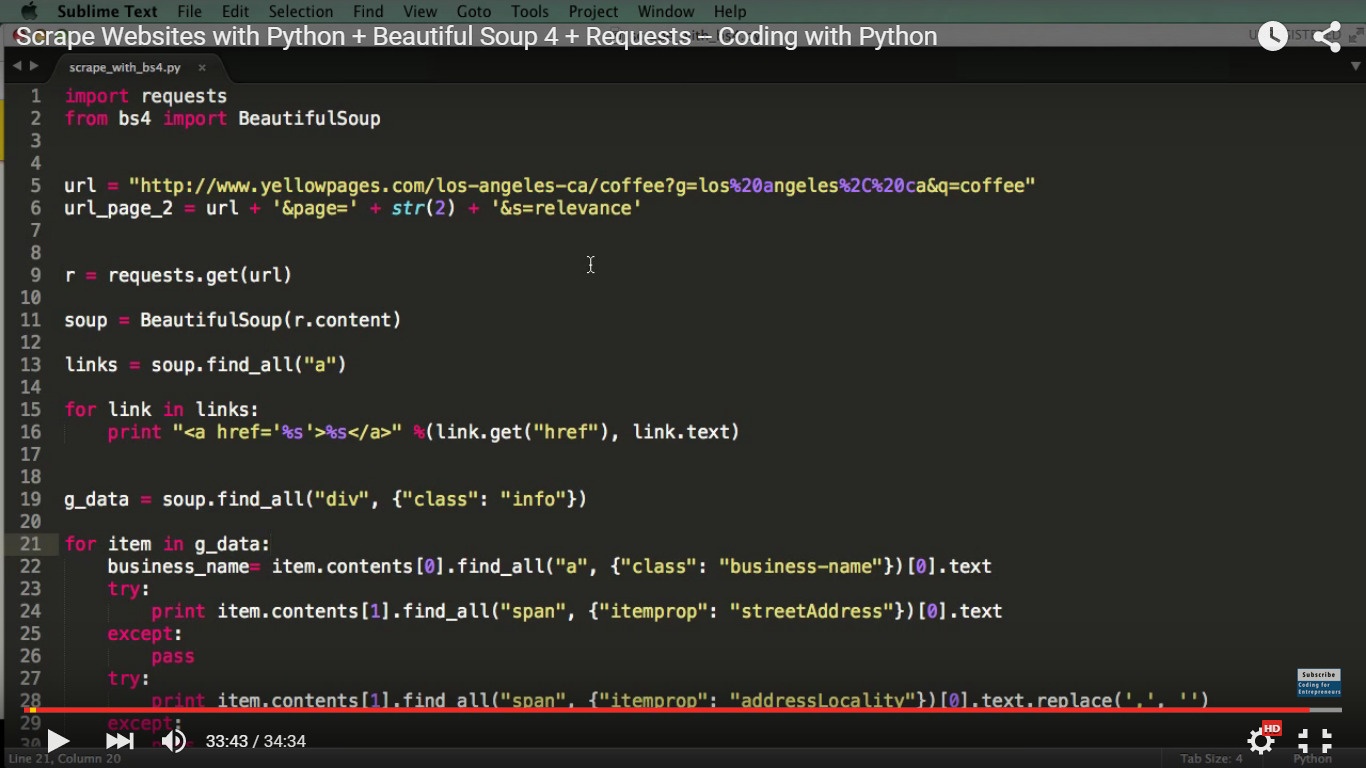 Sublime Text File Edit Selection Find View Goto Tools Project Window Help
Scrape Websites with Python + Beautiful Soup 4 + Requests -- Coding with Python
scrape_with_bs4.py ×
1 import requests
2 from bs4 import BeautifulSoup
3
4
5 url = "http://www.yellowpages.com/los-angeles-ca/coffee?g=los%20angeles%2C%20ca&q=coffee"
6 url_page_2 = url + '&page=' + str(2) + '&s=relevance'
7
8
9 r = requests.get(url)
10
11 soup = BeautifulSoup(r.content)
12
13 links = soup.find_all("a")
14
15 for link in links:
16 print "<a href='%s'>%s</a>" %(link.get("href"), link.text)
17
18
19 g_data = soup.find_all("div", {"class": "info"})
20
21 for item in g_data:
22 business_name= item.contents[0].find_all("a", {"class": "business-name"})[0].text
23 try:
24 print item.contents[1].find_all("span", {"itemprop": "streetAddress"})[0].text
25 except:
26 pass
27 try:
28 print item.contents[1].find_all("span", {"itemprop": "addressLocality"})[0].text.replace(',', '')
29 except:
30
Subscribe
Coding for
Entrepreneurs
33:43 / 34:34
HD
Line 21, Column 20
Tab Size: 4
Python